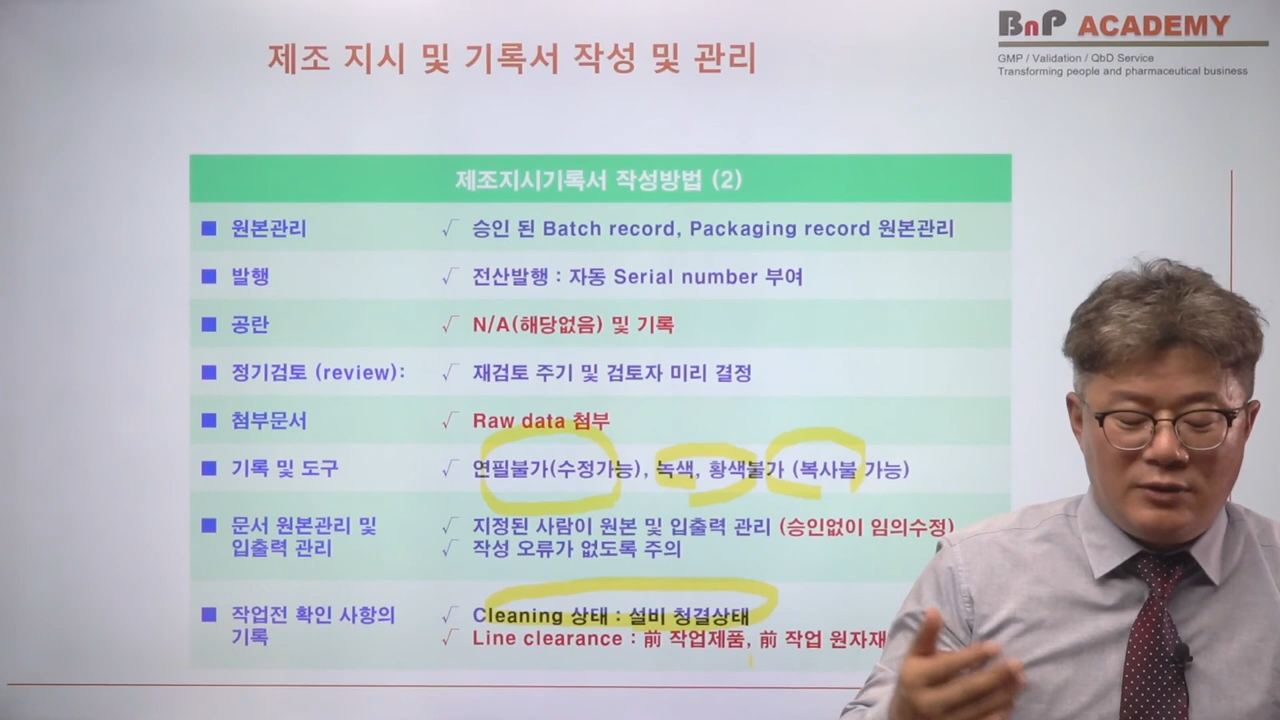 BnP ACADEMY
GMP / Validation / QbD Service
Transforming people and pharmaceutical business
제조 지시 및 기록서 작성 및 관리
제조지시기록서 작성방법 (2)
■ 원본관리 √ 승인 된 Batch record, Packaging record 원본관리
■ 발행 √ 전산발행 : 자동 Serial number 부여
■ 공란 √ N/A(해당없음) 및 기록
■ 정기검토 (review): √ 재검토 주기 및 검토자 미리 결정
■ 첨부문서 √ Raw data 첨부
■ 기록 및 도구 √ 연필불가(수정가능), 녹색, 황색불가 (복사불 가능)
■ 문서 원본관리 및 √ 지정된 사람이 원본 및 입출력 관리 (승인없이 임의수정)
입출력 관리 √ 작성 오류가 없도록 주의
■ 작업전 확인 사항의 √ Cleaning 상태 : 설비 청결상태
기록 √ Line clearance : 前 작업제품, 前 작업 원자재